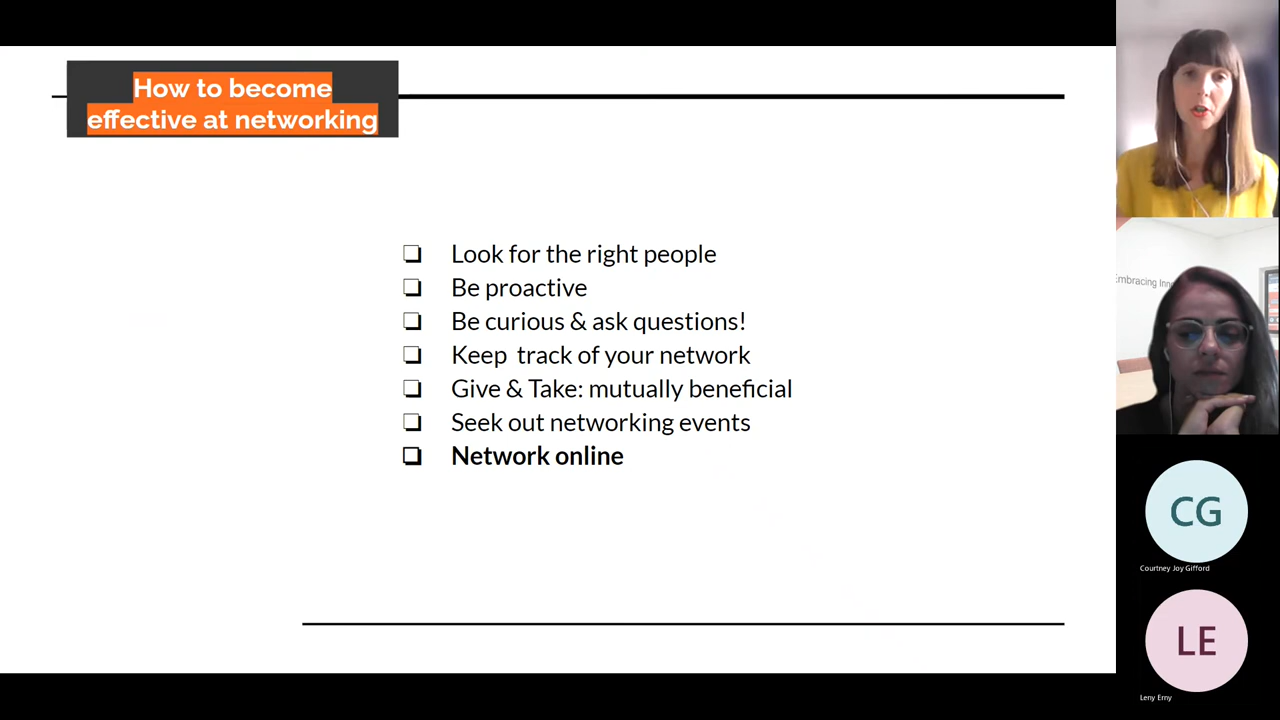 How to become
effective at networking
Look for the right people
Be proactive
Be curious & ask questions!
Keep  track of your network
Give & Take: mutually beneficial
Seek out networking events
Network online
Embracing
CG
Courtney Joy Gifford
LE
Leny Erny